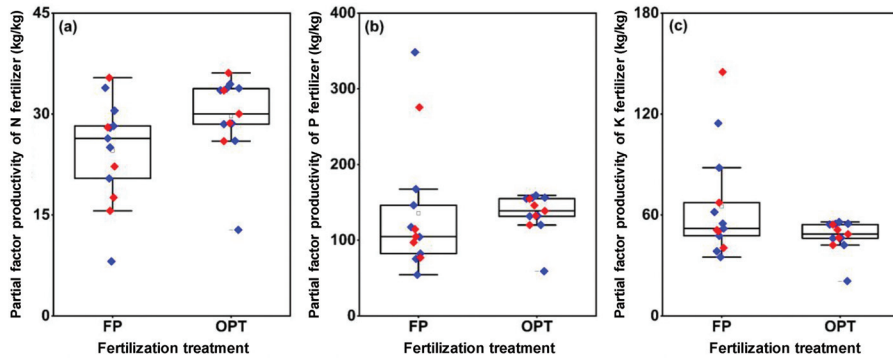 (a)
Partial factor productivity of N fertilizer (kg/kg)
45
30
15
0
FP
OPT
Fertilization treatment
(b)
Partial factor productivity of P fertilizer (kg/kg)
400
300
200
100
0
FP
OPT
Fertilization treatment
(c)
Partial factor productivity of K fertilizer (kg/kg)
180
120
60
0
FP
OPT
Fertilization treatment